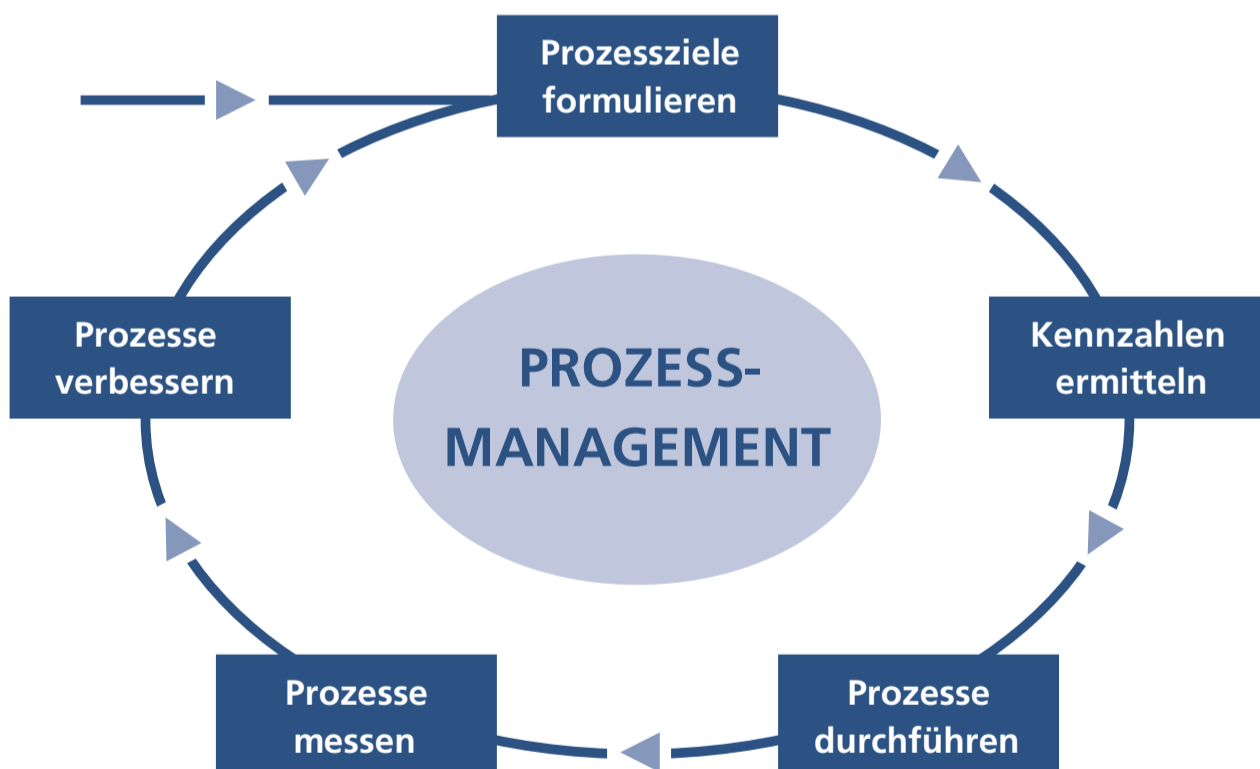 Prozessziele
formulieren
Kennzahlen
ermitteln
Prozesse
durchführen
Prozesse
messen
Prozesse
verbessern
PROZESS-
MANAGEMENT